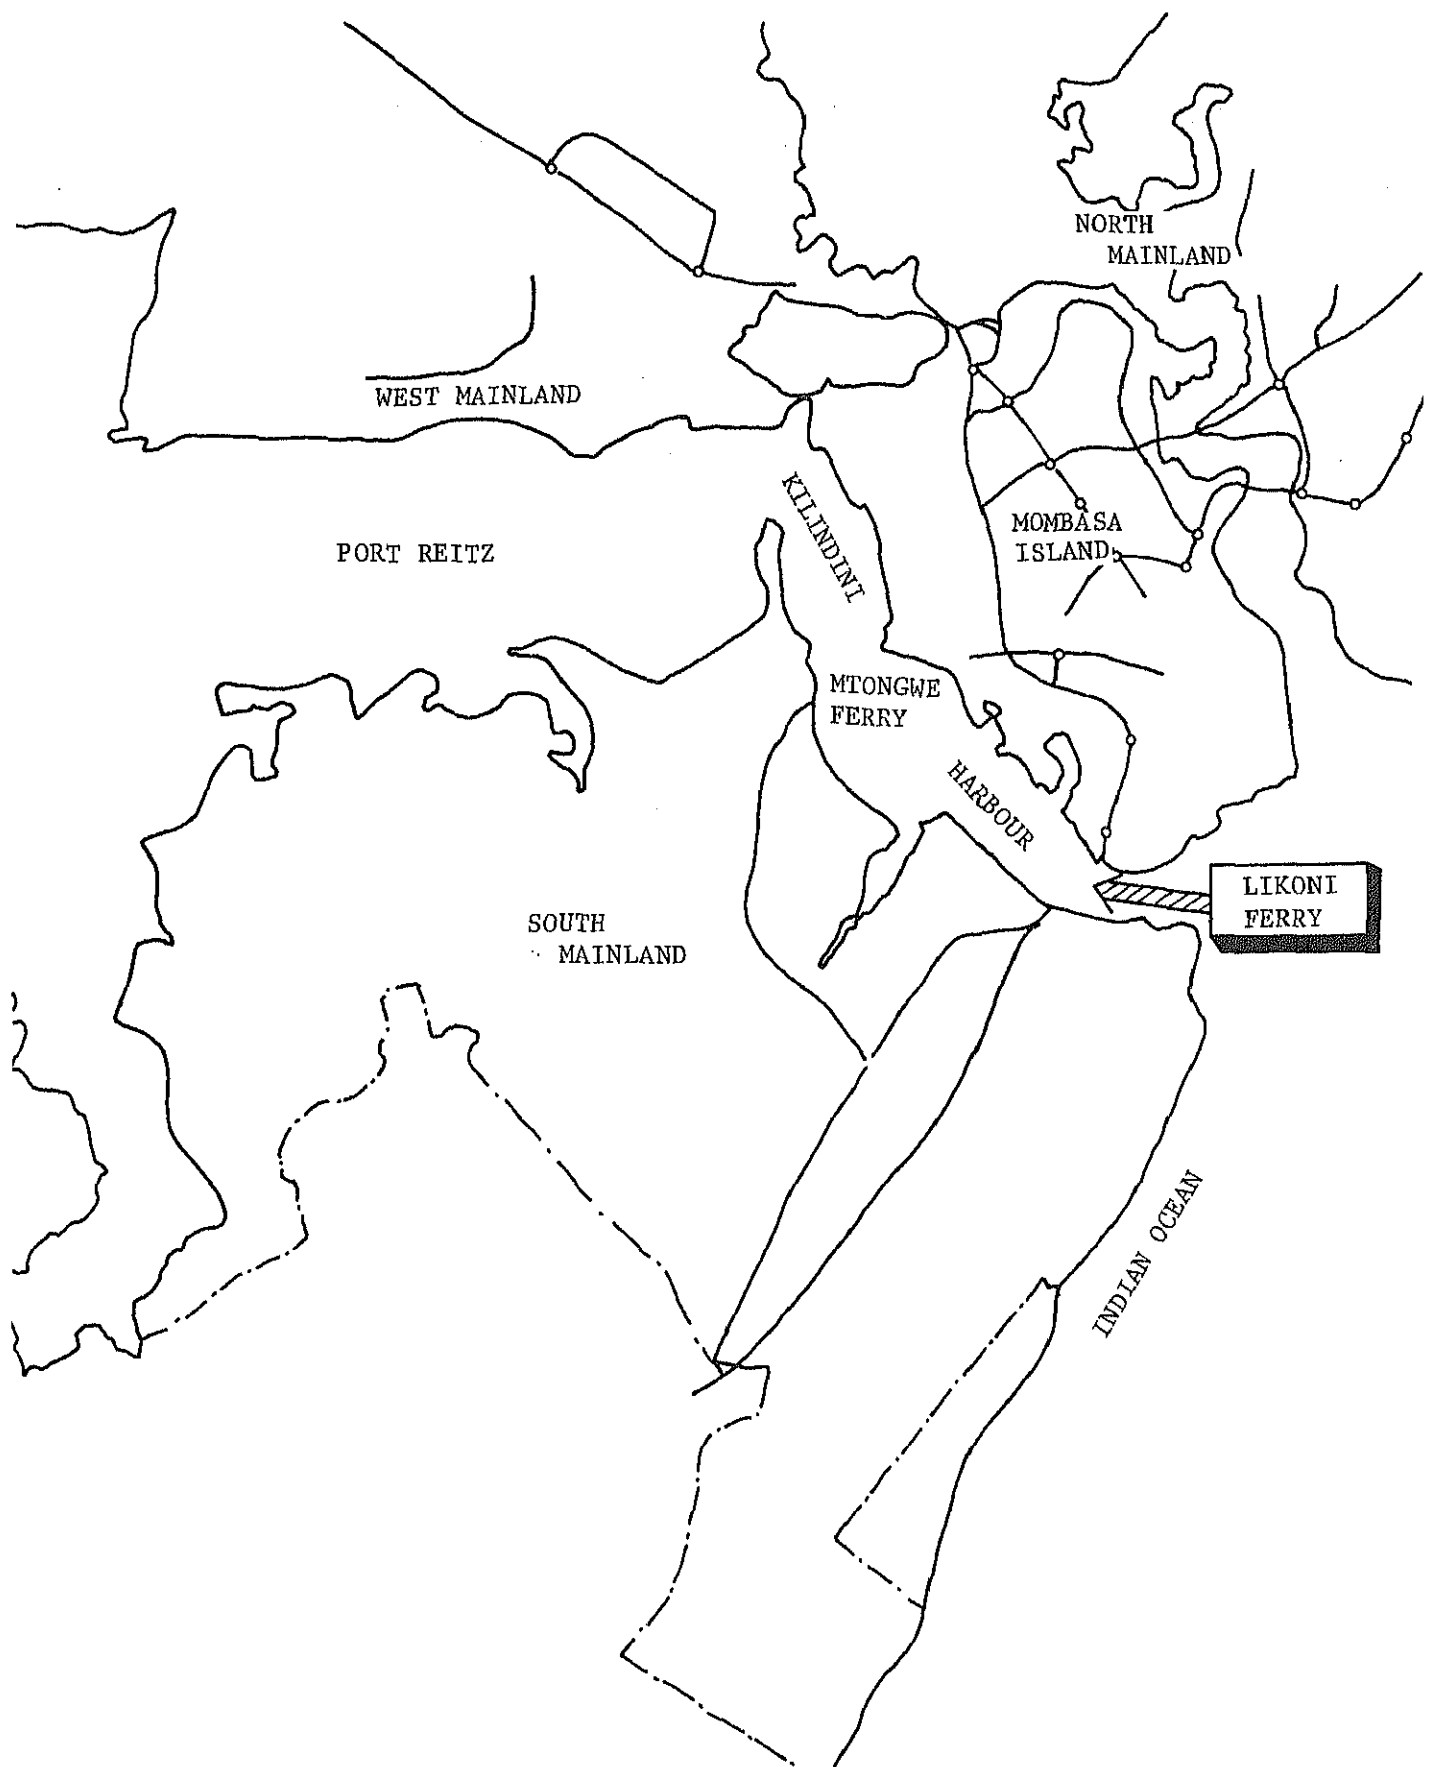 NORTH
MAINLAND
WEST MAINLAND
KILINDINI
MOMBASA
ISLAND
PORT REITZ
MTONGWE
FERRY
HARBOUR
LIKONI
FERRY
SOUTH
MAINLAND
INDIAN OCEAN